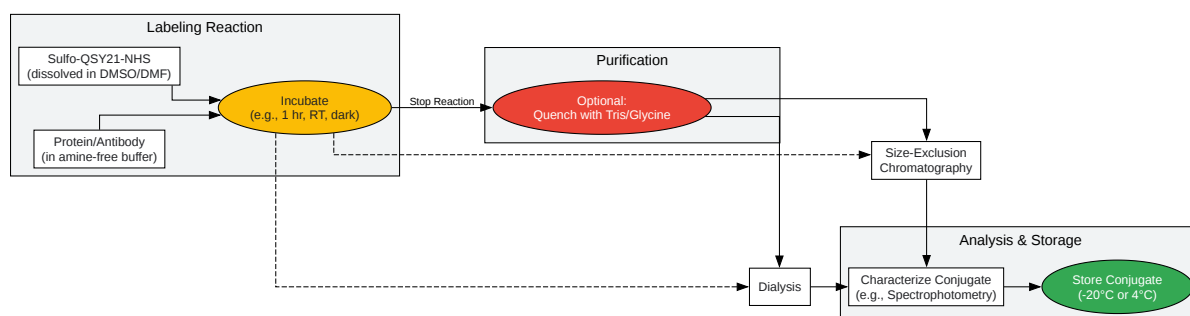 Labeling Reaction
Sulfo-QSY21-NHS
(dissolved in DMSO/DMF)
Protein/Antibody
(in amine-free buffer)
Incubate
(e.g., 1 hr, RT, dark)
Stop Reaction
Purification
Optional:
Quench with Tris/Glycine
Size-Exclusion
Chromatography
Dialysis
Analysis & Storage
Characterize Conjugate
(e.g., Spectrophotometry)
Store Conjugate
(-20°C or 4°C)